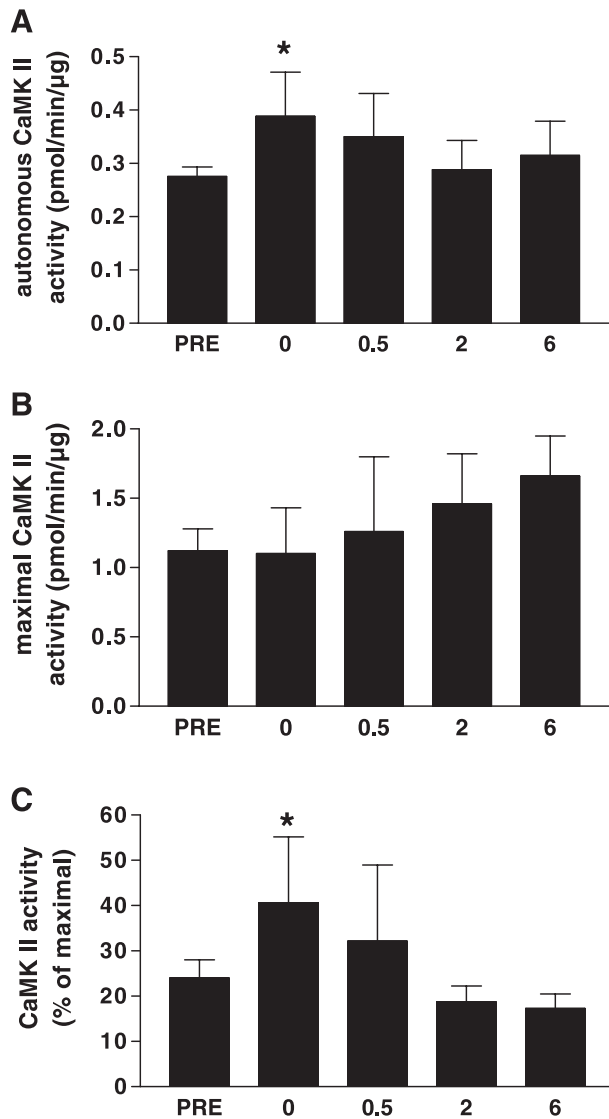 A
autonomous CaMK II
activity (pmol/min/µg)
0.5
0.4
0.3
0.2
0.1
0.0
*
PRE 0 0.5 2 6
B
maximal CaMK II
activity (pmol/min/µg)
2.0
1.5
1.0
0.5
0.0
PRE 0 0.5 2 6
C
CaMK II activity
(% of maximal)
60
50
40
30
20
10
0
*
PRE 0 0.5 2 6